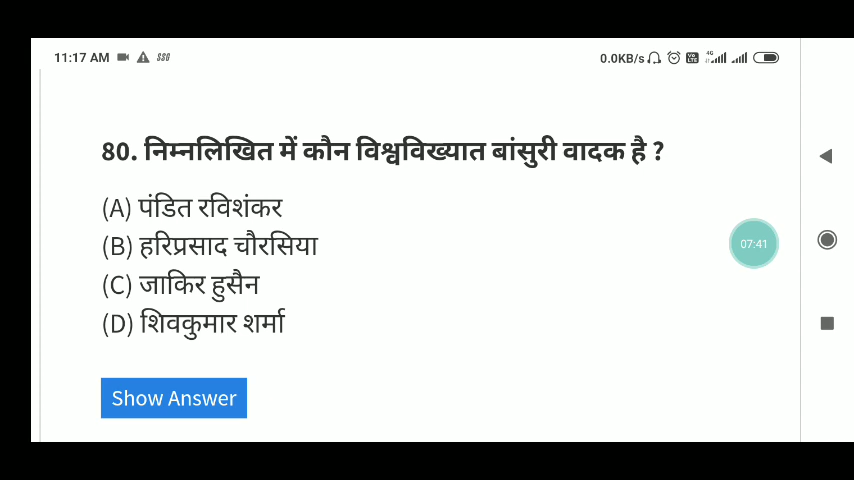 11:17 AM
0.0KB/s
4G
80. निम्नलिखित में कौन विश्वविख्यात बांसुरी वादक है ?
(A) पंडित रविशंकर
(B) हरिप्रसाद चौरसिया
07:41
(C) जाकिर हुसैन
(D) शिवकुमार शर्मा
Show Answer